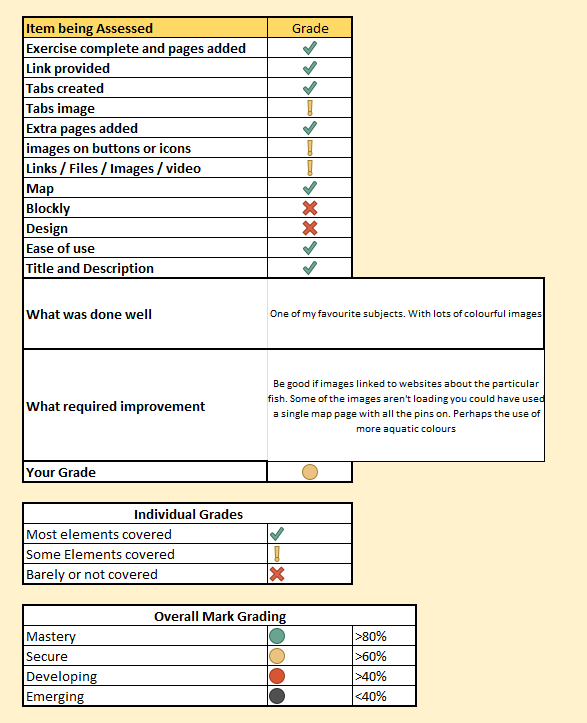 Item being Assessed Grade
Exercise complete and pages added
Link provided
Tabs created
Tabs image
Extra pages added
images on buttons or icons
Links / Files / Images / video
Map
Blockly
Design
Ease of use
Title and Description
What was done well
One of my favourite subjects. With lots of colourful images
What required improvement
Be good if images linked to websites about the particular
fish. Some of the images aren't loading you could have used
a single map page with all the pins on. Perhaps the use of
more aquatic colours
Your Grade
Individual Grades
Most elements covered
Some Elements covered
Barely or not covered
Overall Mark Grading
Mastery >80%
Secure >60%
Developing >40%
Emerging <40%